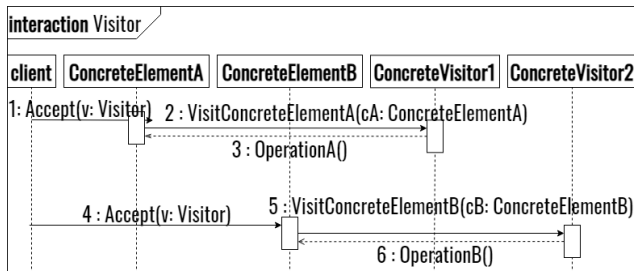 interaction Visitor
client ConcreteElementA ConcreteElementB ConcreteVisitor1 ConcreteVisitor2
1: Accept(v: Visitor)
2 : VisitConcreteElementA(cA: ConcreteElementA)
3 : OperationA()
4 : Accept(v: Visitor)
5 : VisitConcreteElementB(cB: ConcreteElementB)
6 : OperationB()